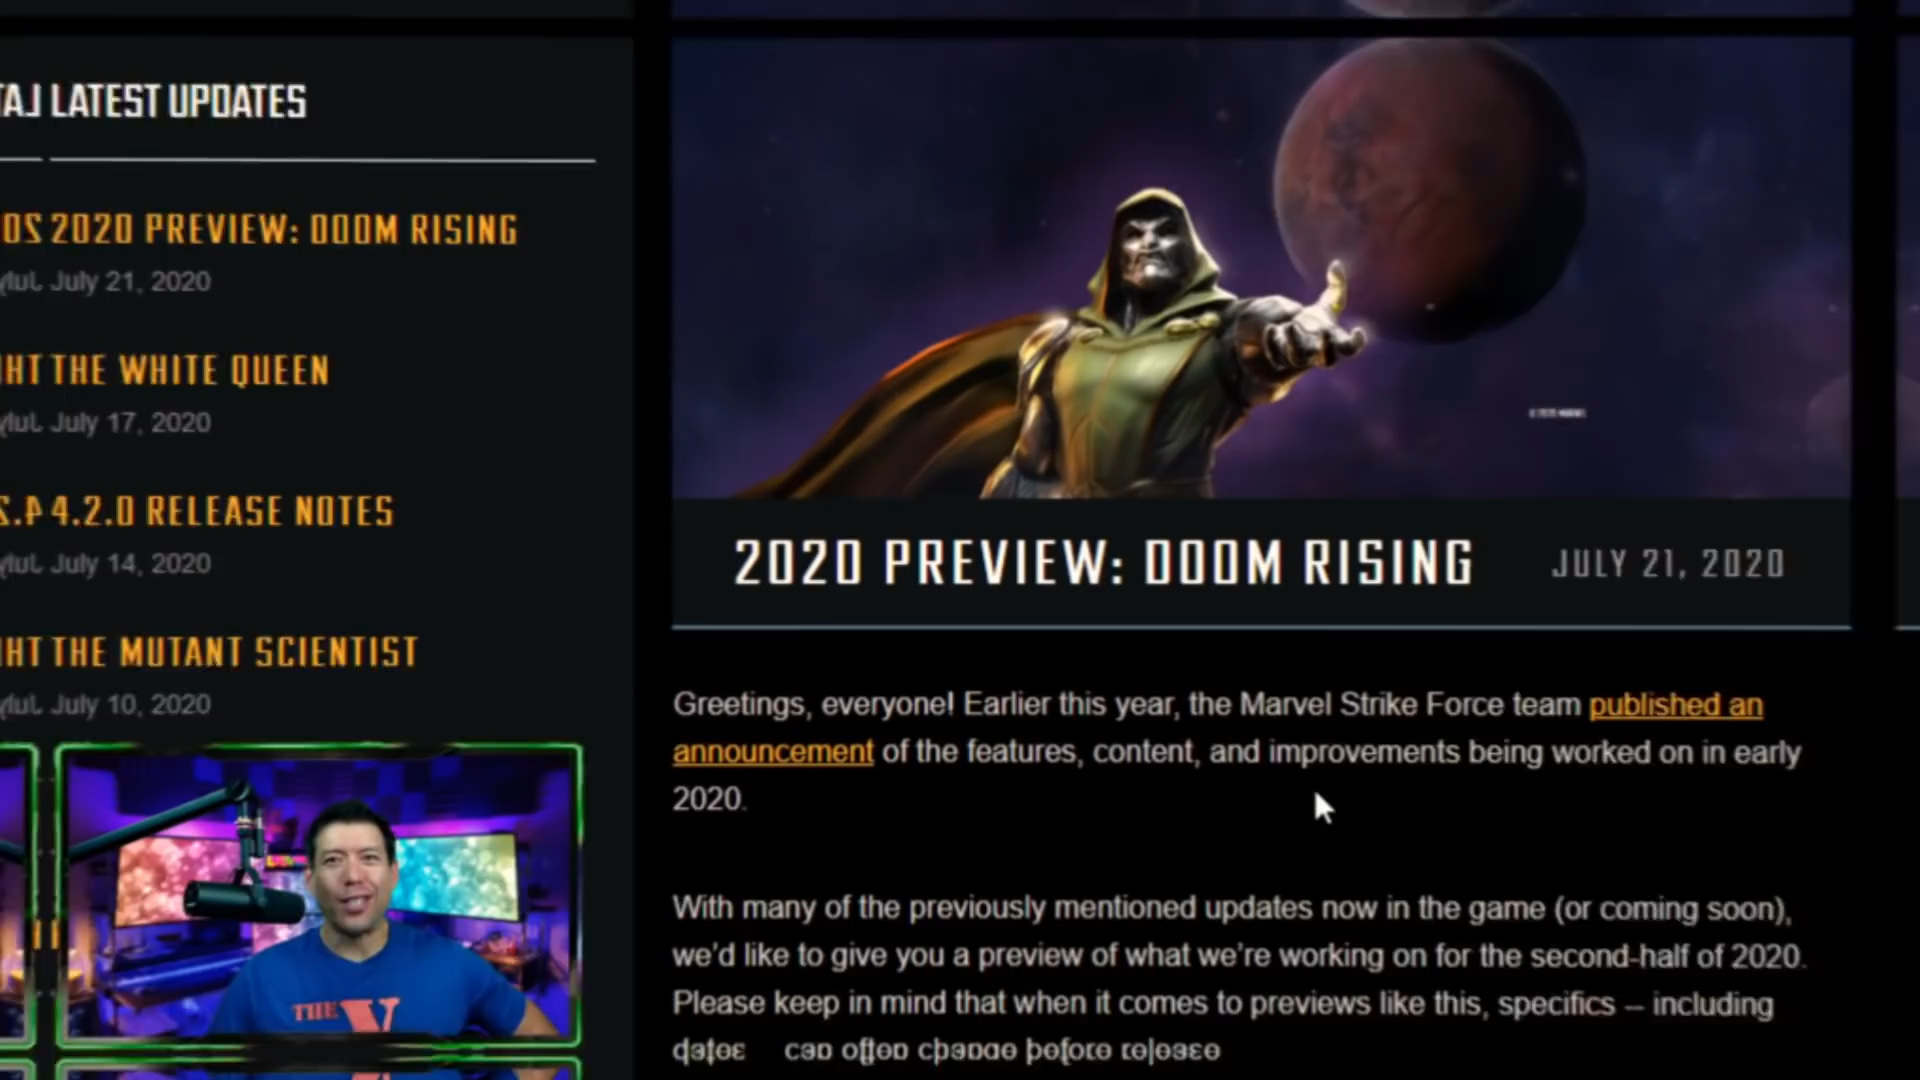 LATEST UPDATES
2020 PREVIEW: DOOM RISING
July 21, 2020
THE WHITE QUEEN
July 17, 2020
4.2.0 RELEASE NOTES
July 14, 2020
THE MUTANT SCIENTIST
July 10, 2020
THE
2020 PREVIEW: DOOM RISING JULY 21, 2020
Greetings, everyone! Earlier this year, the Marvel Strike Force team published an
announcement of the features, content, and improvements being worked on in early
2020.
With many of the previously mentioned updates now in the game (or coming soon),
we'd like to give you a preview of what we're working on for the second-half of 2020.
Please keep in mind that when it comes to previews like this, specifics – including